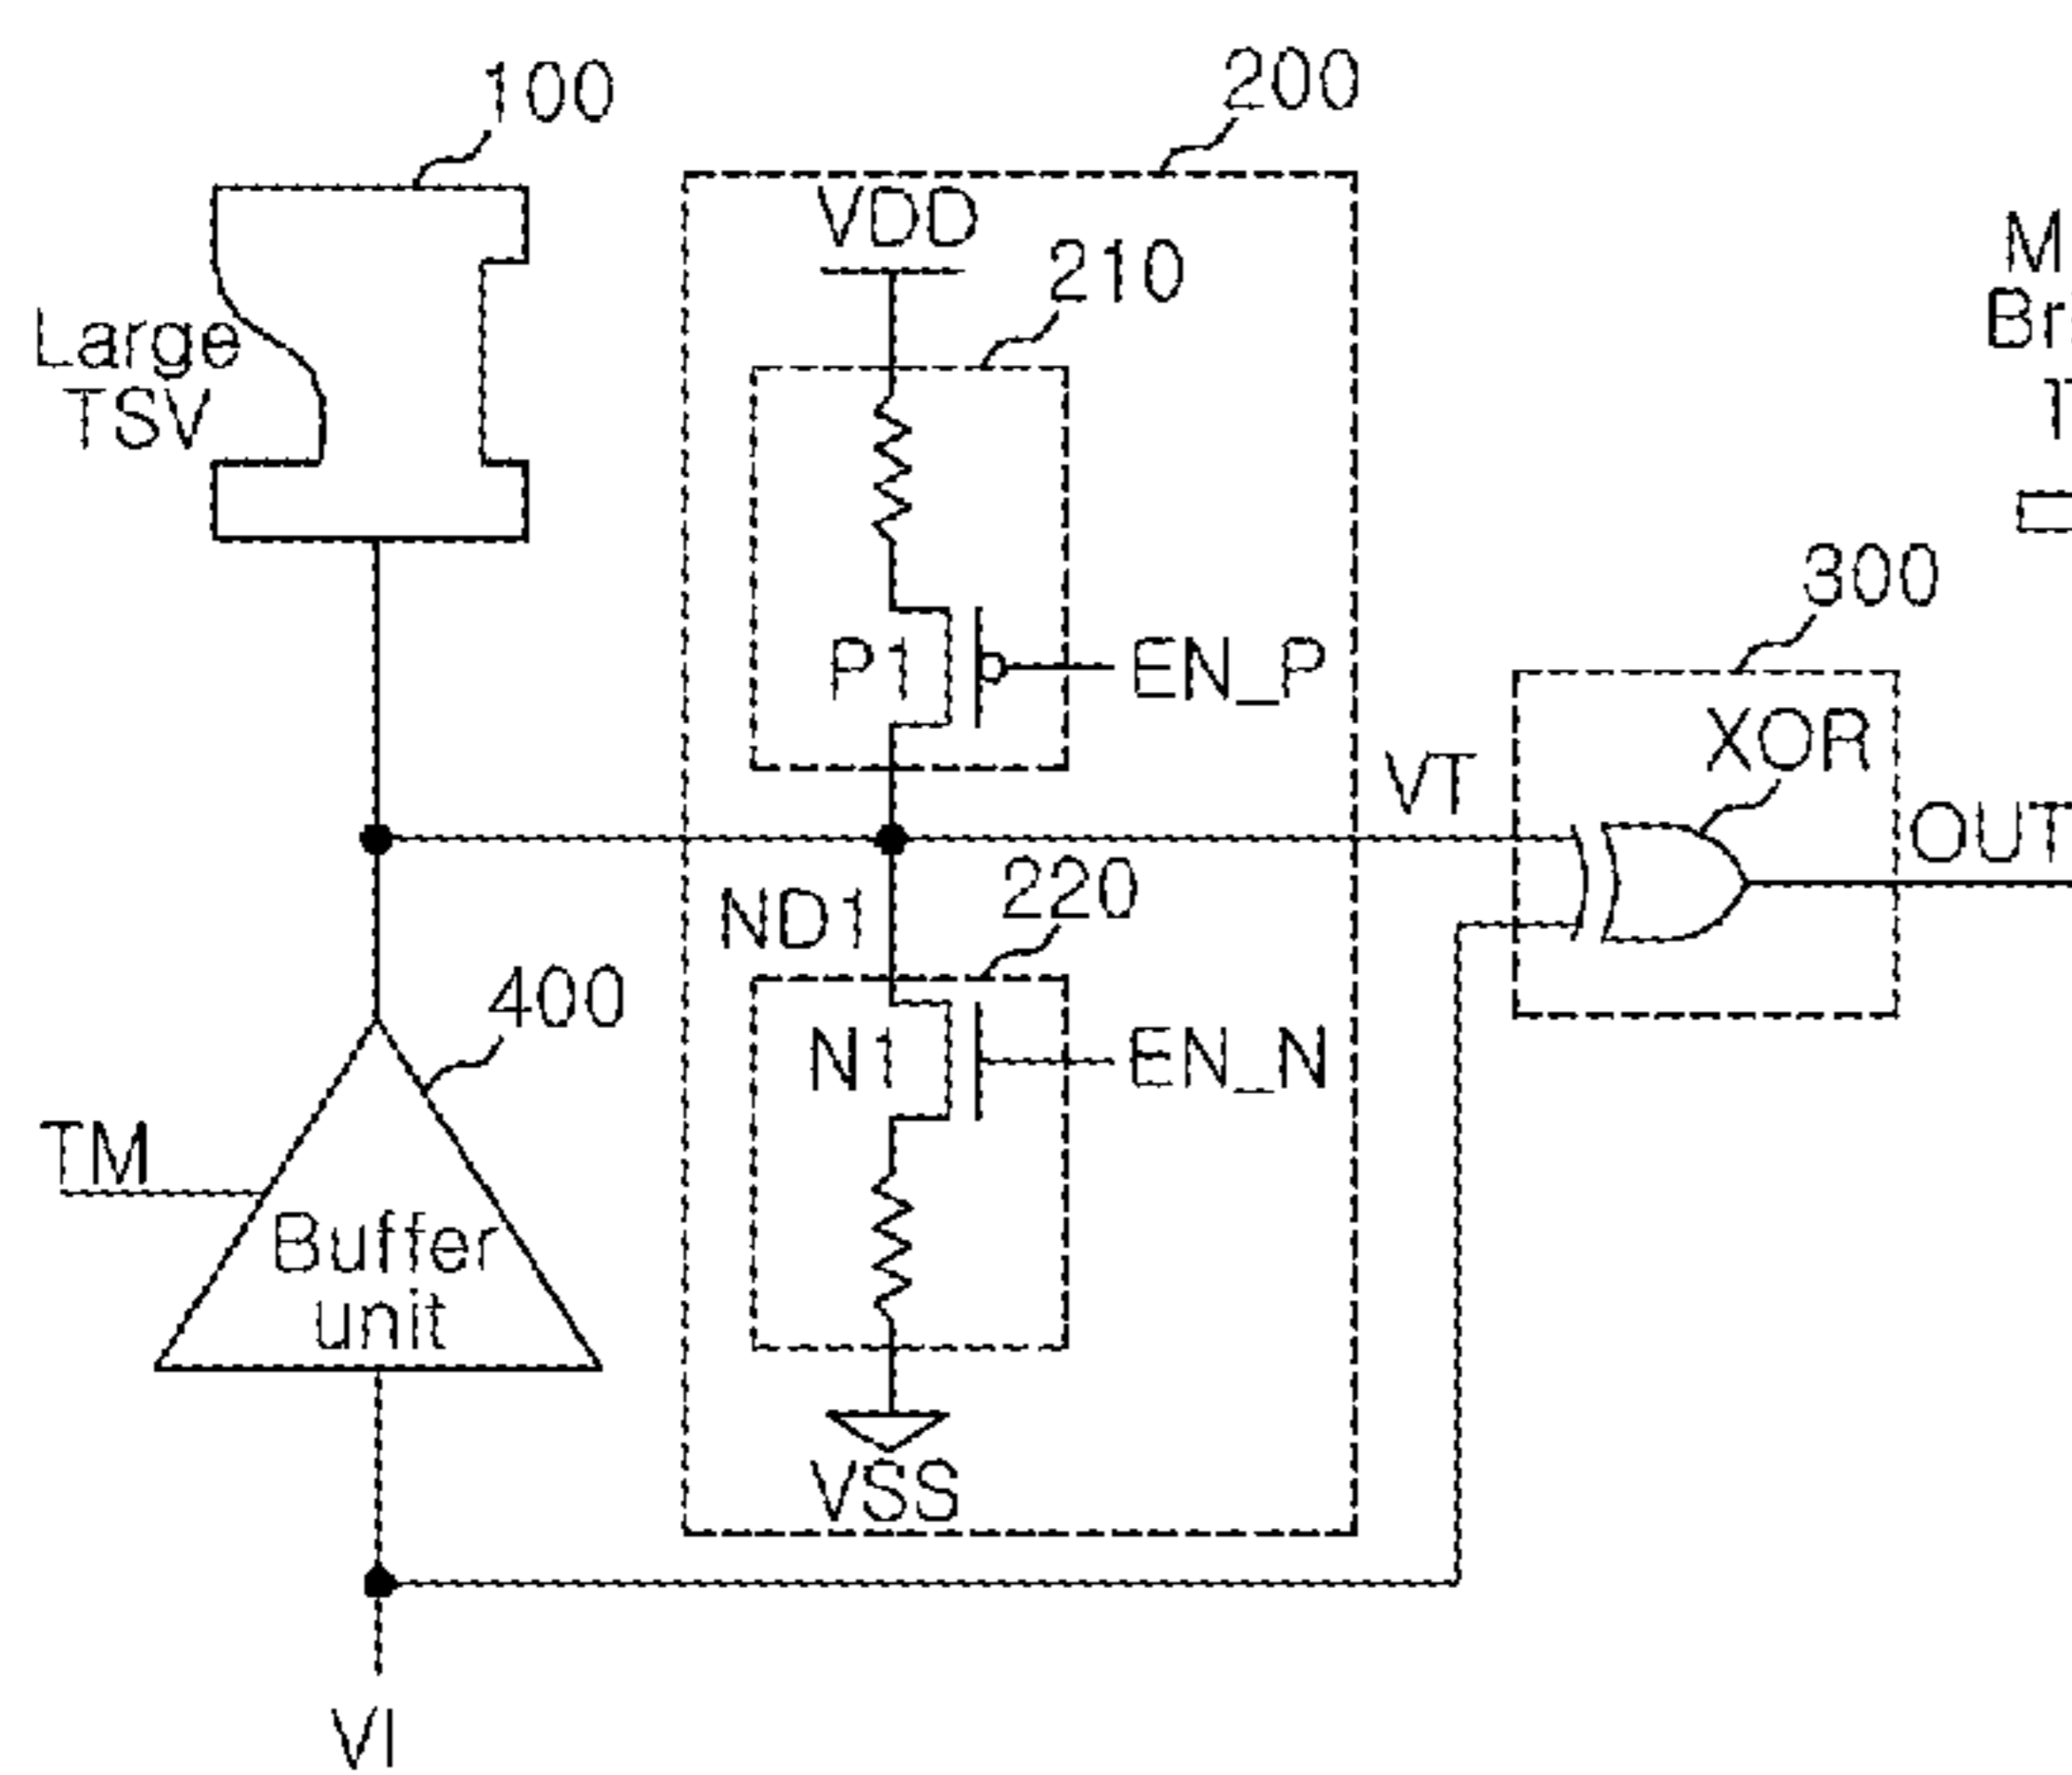 100
200
VDD
210
Large
TSV
P1
EN_P
300
XOR
VT
OUT
ND1
220
400
N1
EN_N
TM
Buffer
unit
VSS
VI